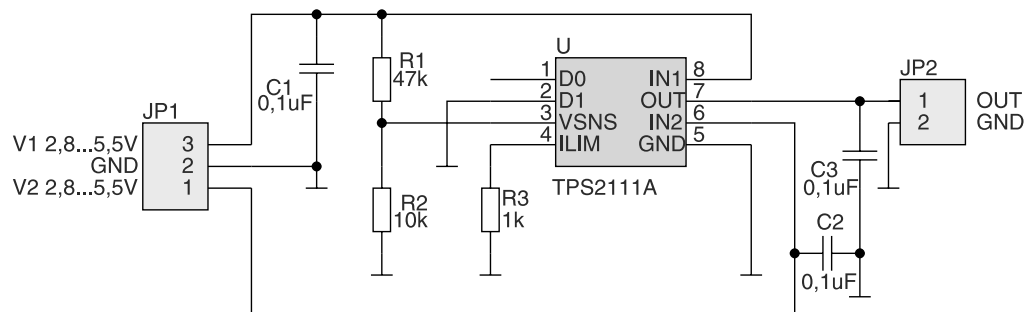 JP1
V1 2,8...5,5V
GND
V2 2,8...5,5V
3
2
1
C1
0,1uF
R1
47k
R2
10k
R3
1k
U
1 D0
2 D1
3 VSNS
4 ILIM
IN1 8
OUT 7
IN2 6
GND 5
TPS2111A
C2
0,1uF
C3
0,1uF
JP2
1 OUT
2 GND